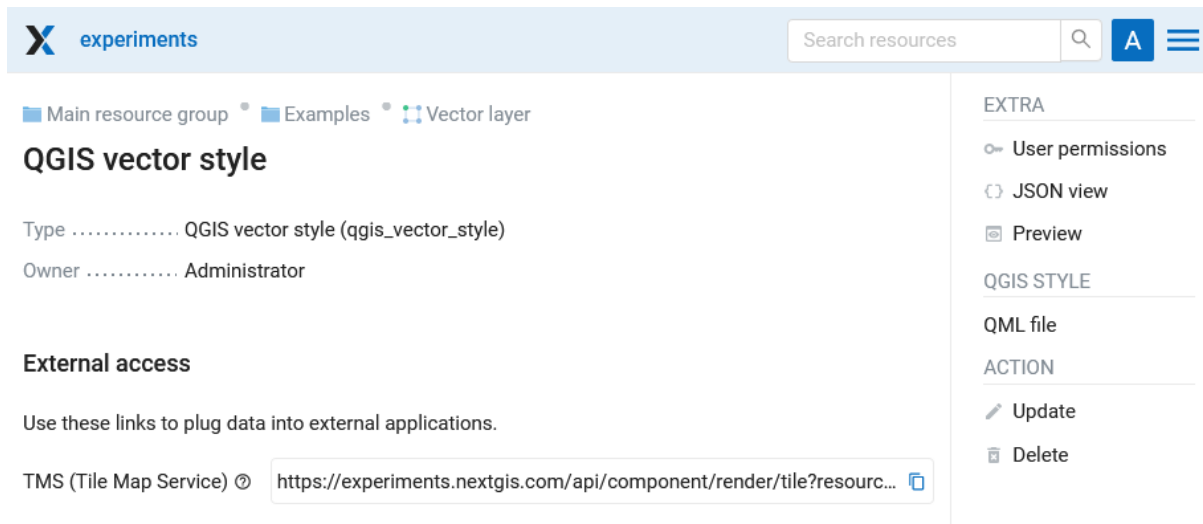 experiments
Search resources
A
Main resource group Examples Vector layer
QGIS vector style
Type ............. QGIS vector style (qgis_vector_style)
Owner ............ Administrator
External access
Use these links to plug data into external applications.
TMS (Tile Map Service) https://experiments.nextgis.com/api/component/render/tile?resourc...
EXTRA
User permissions
JSON view
Preview
QGIS STYLE
QML file
ACTION
Update
Delete